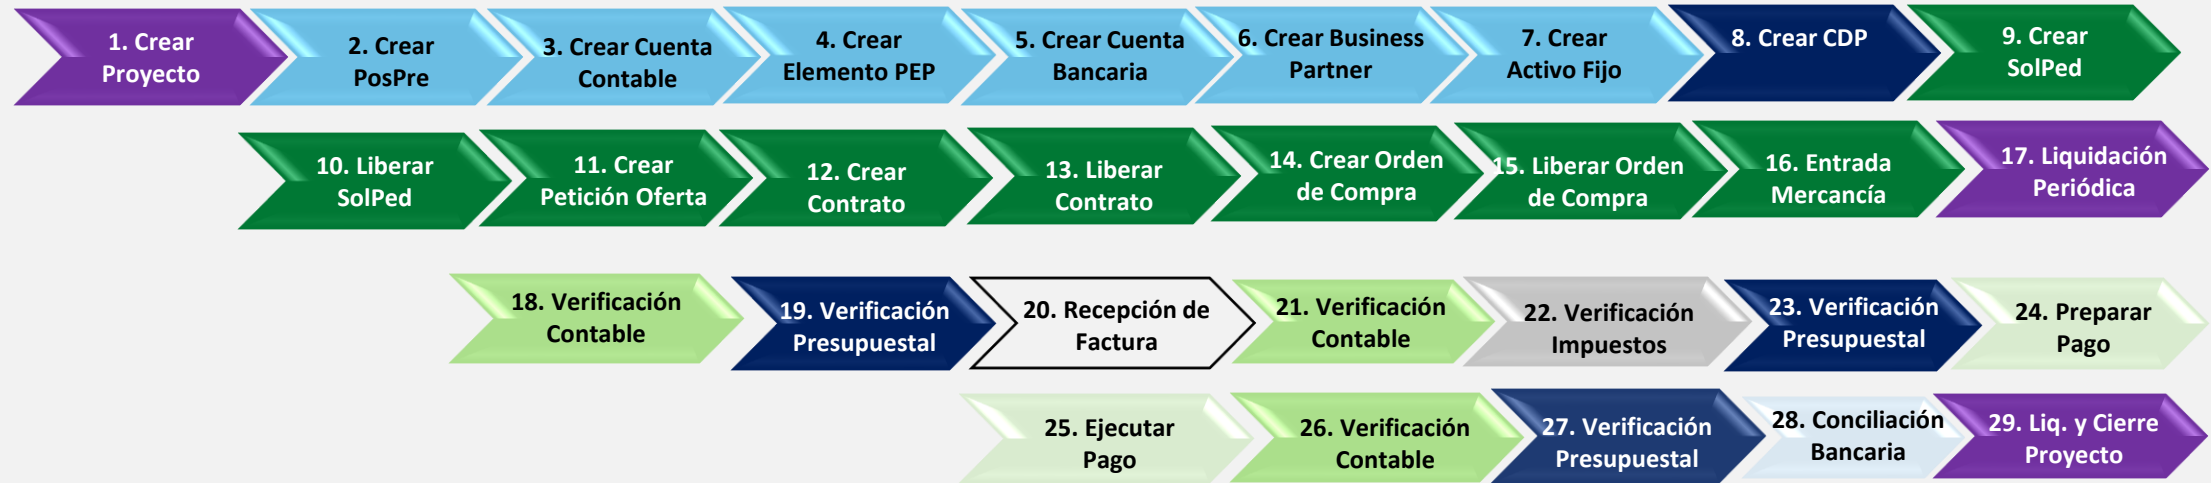 1. Crear
Proyecto
2. Crear
PosPre
3. Crear Cuenta
Contable
4. Crear
Elemento PEP
5. Crear Cuenta
Bancaria
6. Crear Business
Partner
7. Crear
Activo Fijo
8. Crear CDP
9. Crear
SolPed
10. Liberar
SolPed
11. Crear
Petición Oferta
12. Crear
Contrato
13. Liberar
Contrato
14. Crear Orden
de Compra
15. Liberar Orden
de Compra
16. Entrada
Mercancía
17. Liquidación
Periódica
18. Verificación
Contable
19. Verificación
Presupuestal
20. Recepción de
Factura
21. Verificación
Contable
22. Verificación
Impuestos
23. Verificación
Presupuestal
24. Preparar
Pago
25. Ejecutar
Pago
26. Verificación
Contable
27. Verificación
Presupuestal
28. Conciliación
Bancaria
29. Liq. y Cierre
Proyecto